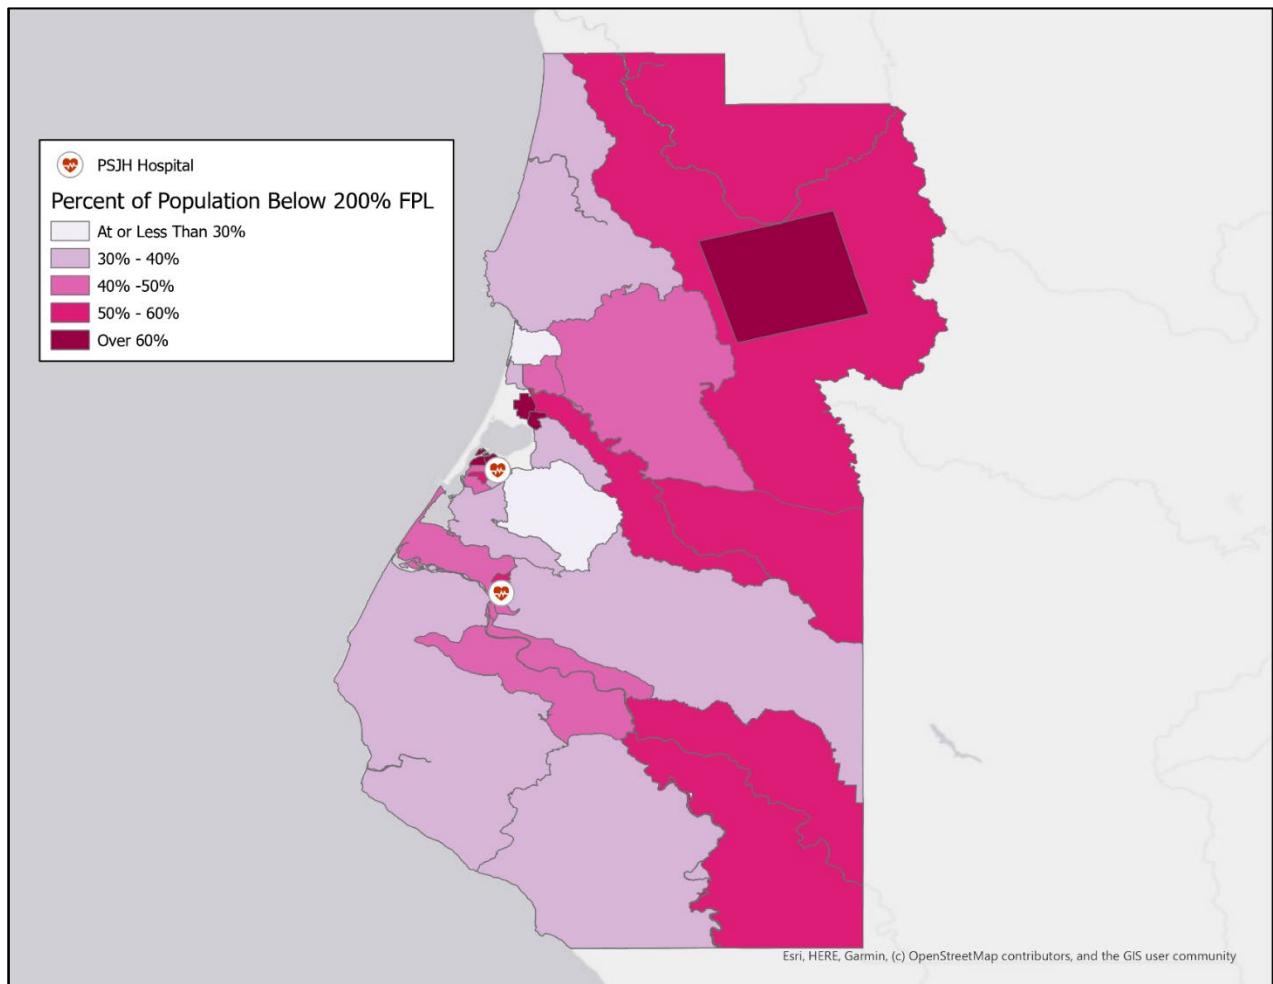 PSJH Hospital
Percent of Population Below 200% FPL
At or Less Than 30%
30% - 40%
40% -50%
50% - 60%
Over 60%
Esri, HERE, Garmin, (c) OpenStreetMap contributors, and the GIS user community